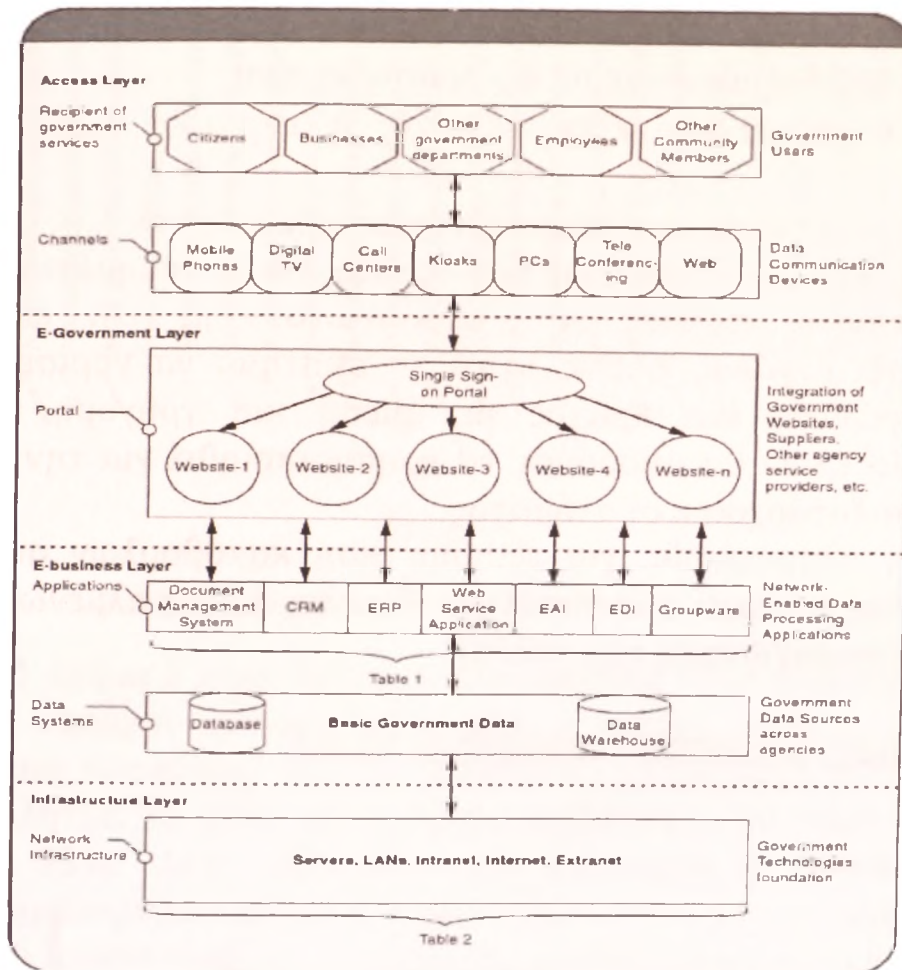 Access Layer
Recipient of
government
services
Citizens
Businesses
Other
government
departments
Employees
Other
Community
Members
Government
Users
Channels
Mobile
Phones
Digital
TV
Call
Centers
Kiosks
PCs
Tele
Conferenc-
ing
Web
Data
Communication
Devices
E-Government Layer
Portal
Single Sign-
on Portal
Website-1
Website-2
Website-3
Website-4
Website-n
Integration of
Government
Websites,
Suppliers,
Other agency
service
providers, etc.
E-business Layer
Applications
Document
Management
System
CRM
ERP
Web
Service
Application
EAI
EDI
Groupware
Network-
Enabled Data
Processing
Applications
Table 1
Data
Systems
Database
Basic Government Data
Data
Warehouse
Government
Data Sources
across
agencies
Infrastructure Layer
Network
Infrastructure
Servers, LANs, Intranet, Internet, Extranet
Government
Technologies
foundation
Table 2